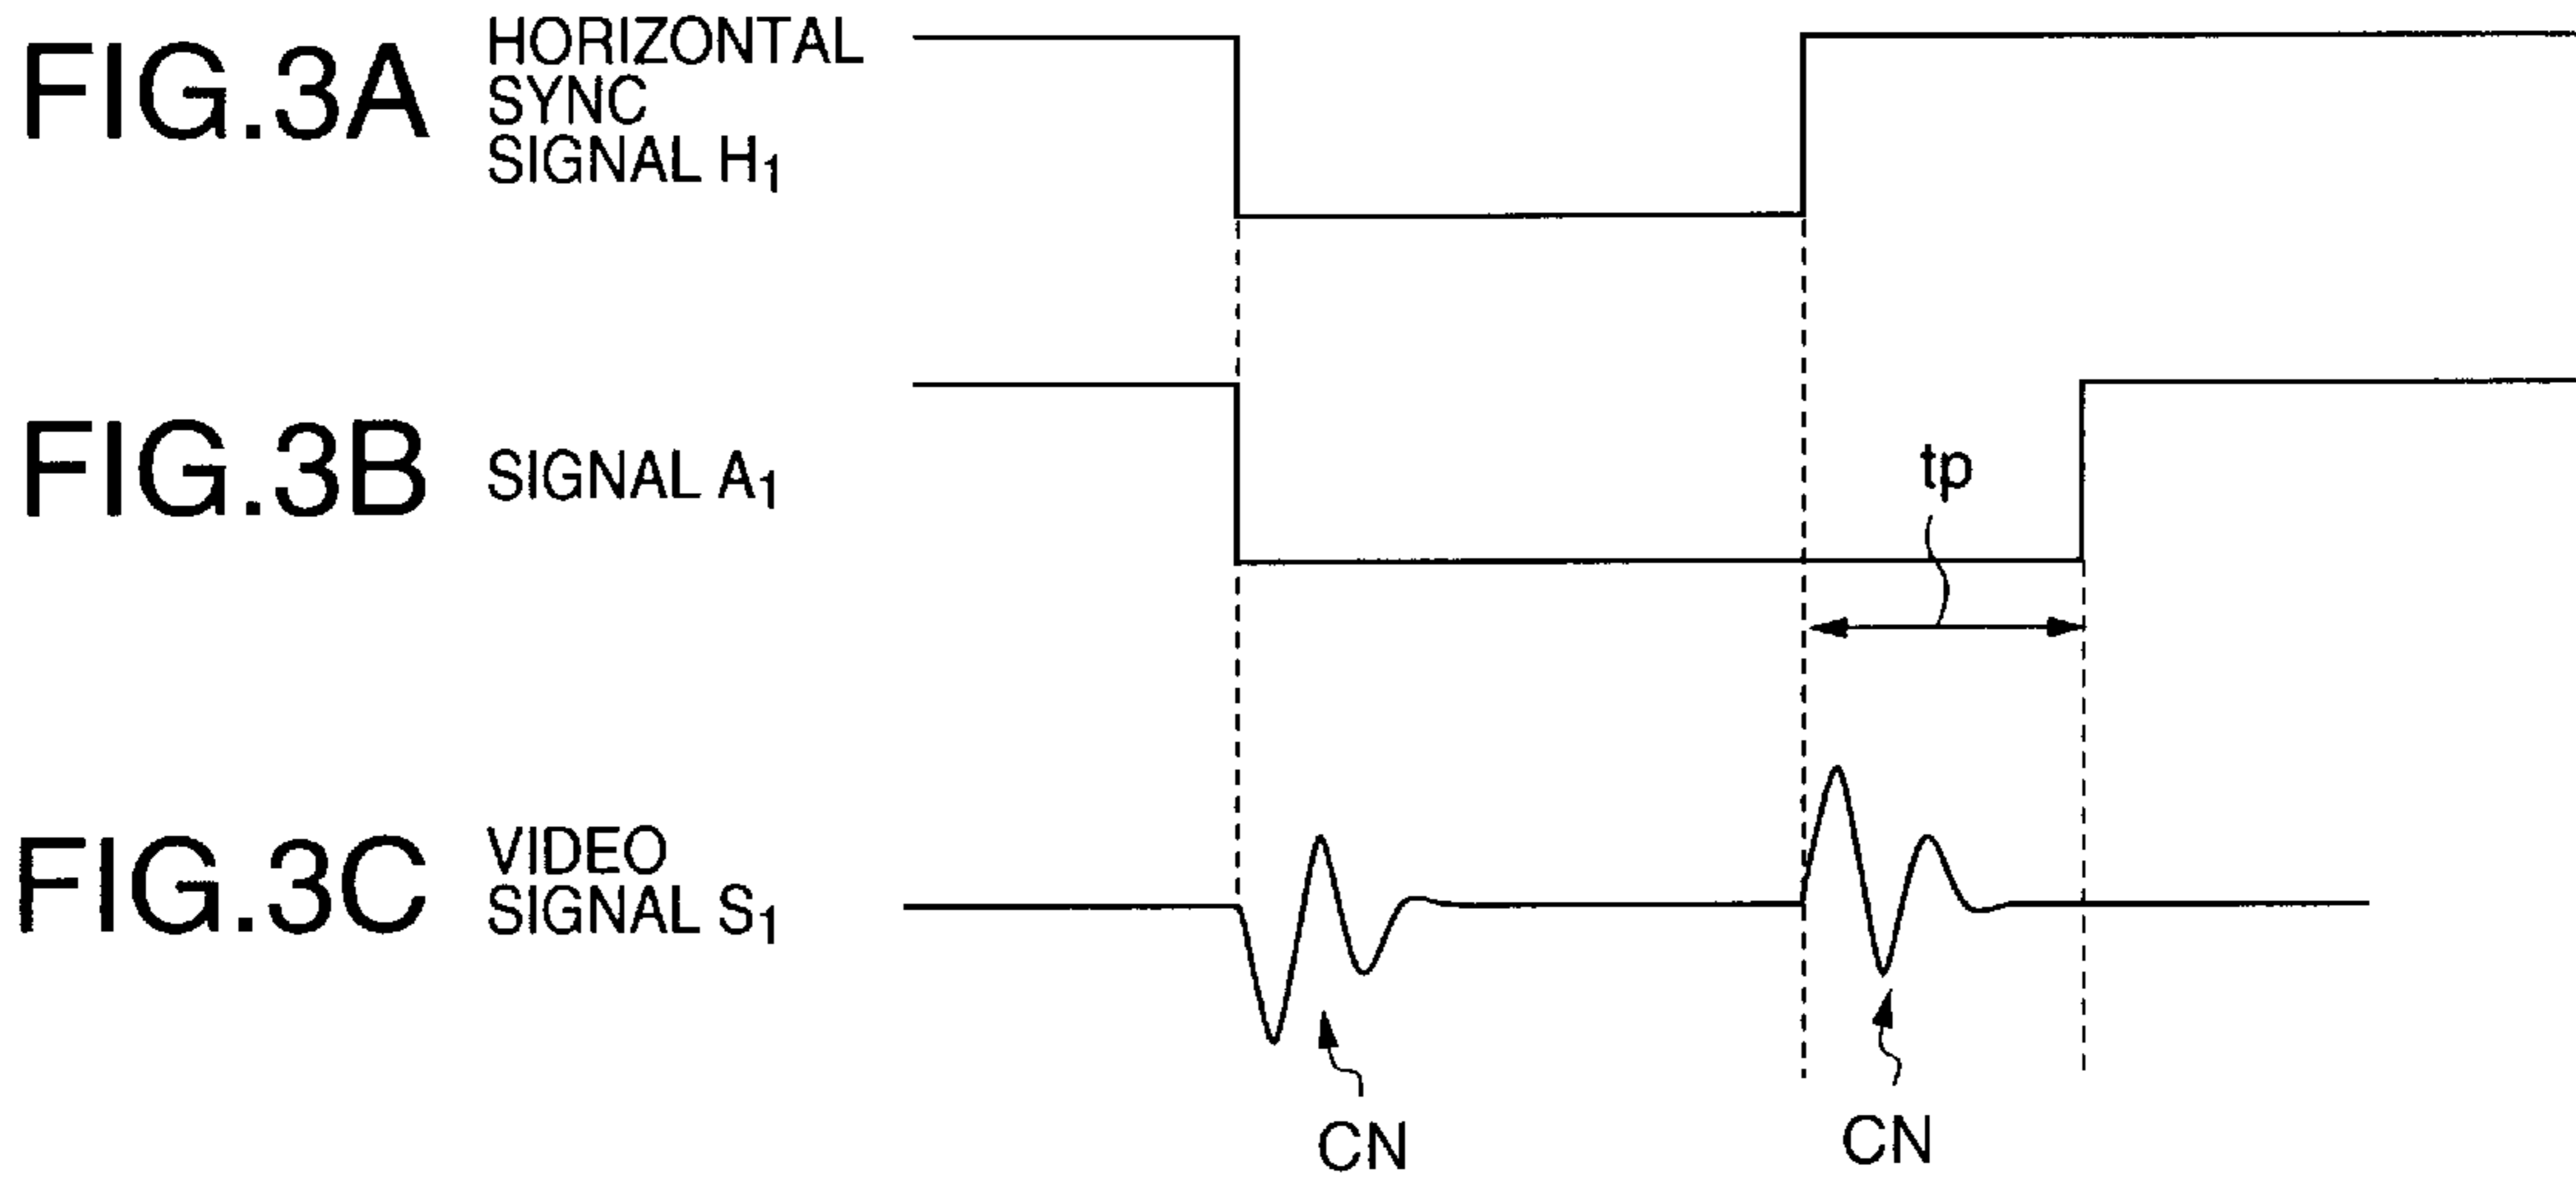 FIG.3A
HORIZONTAL
SYNC
SIGNAL H1
FIG.3B
SIGNAL A1
tp
FIG.3C
VIDEO
SIGNAL S1
CN
CN